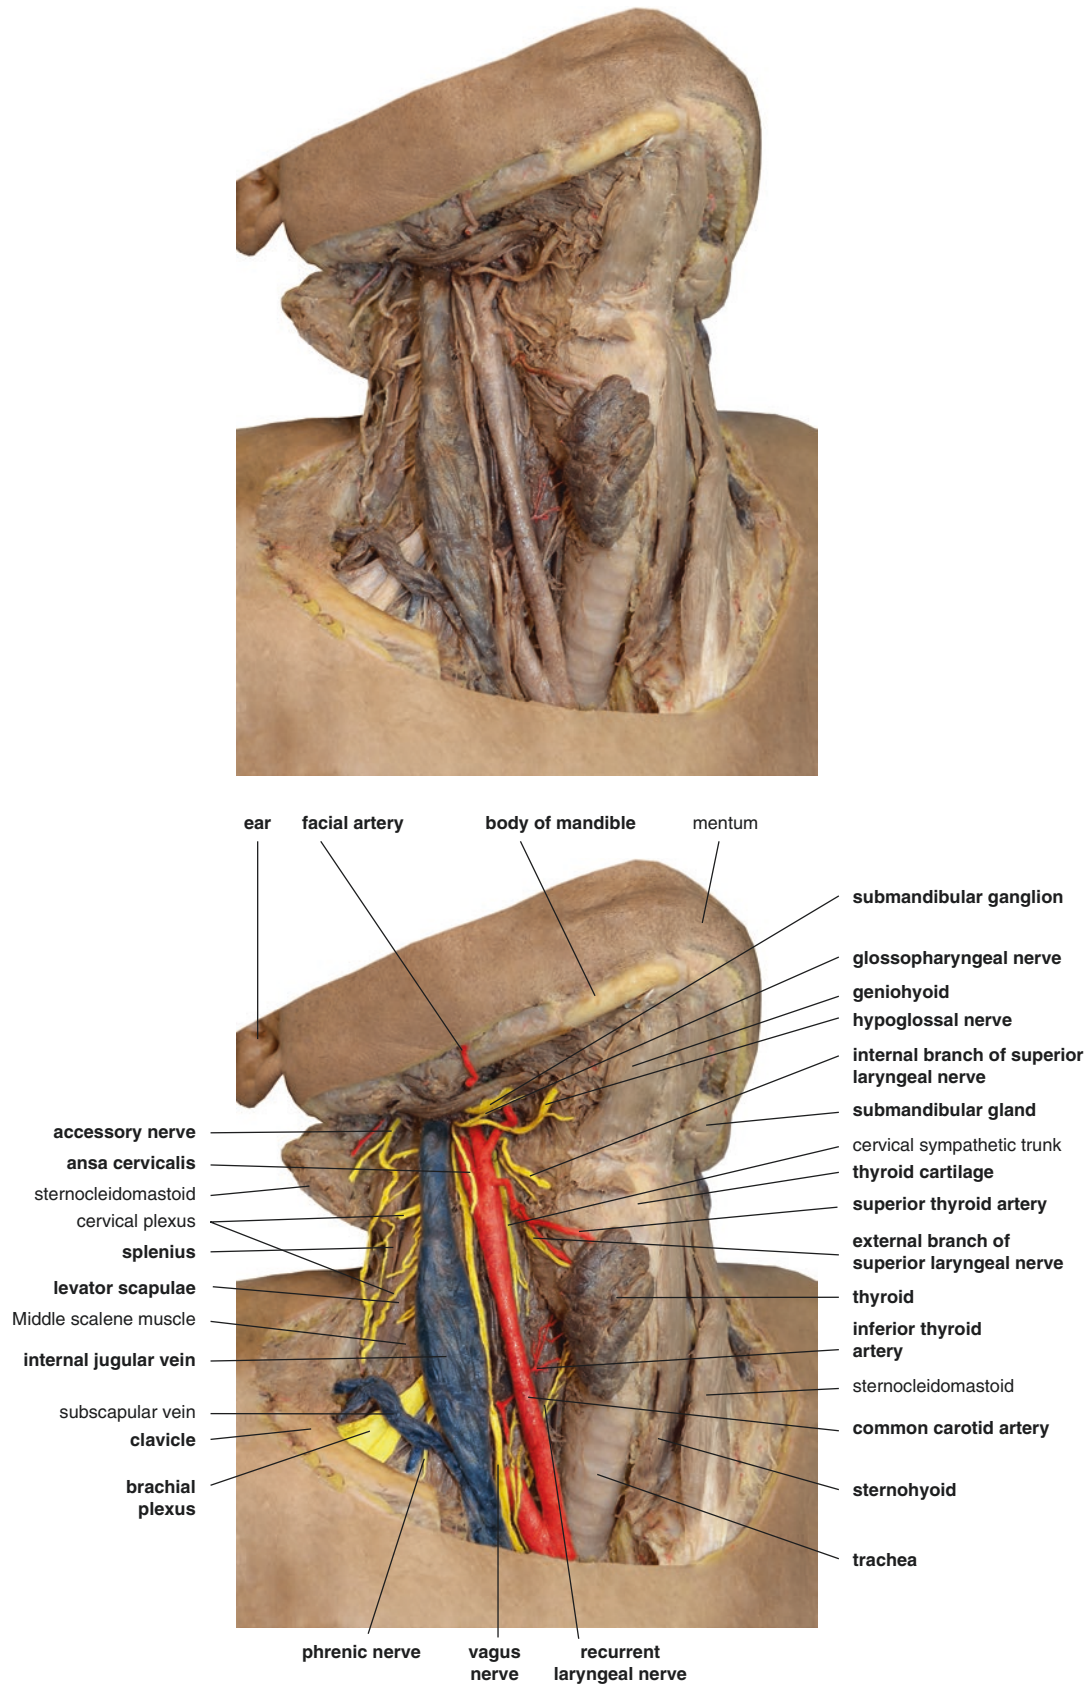 ear
facial artery
body of mandible
mentum
submandibular ganglion
glossopharyngeal nerve
geniohyoid
hypoglossal nerve
internal branch of superior
laryngeal nerve
submandibular gland
cervical sympathetic trunk
thyroid cartilage
superior thyroid artery
external branch of
superior laryngeal nerve
thyroid
inferior thyroid
artery
sternocleidomastoid
common carotid artery
sternohyoid
trachea
accessory nerve
ansa cervicalis
sternocleidomastoid
cervical plexus
splenius
levator scapulae
Middle scalene muscle
internal jugular vein
subscapular vein
clavicle
brachial
plexus
phrenic nerve
vagus
nerve
recurrent
laryngeal nerve